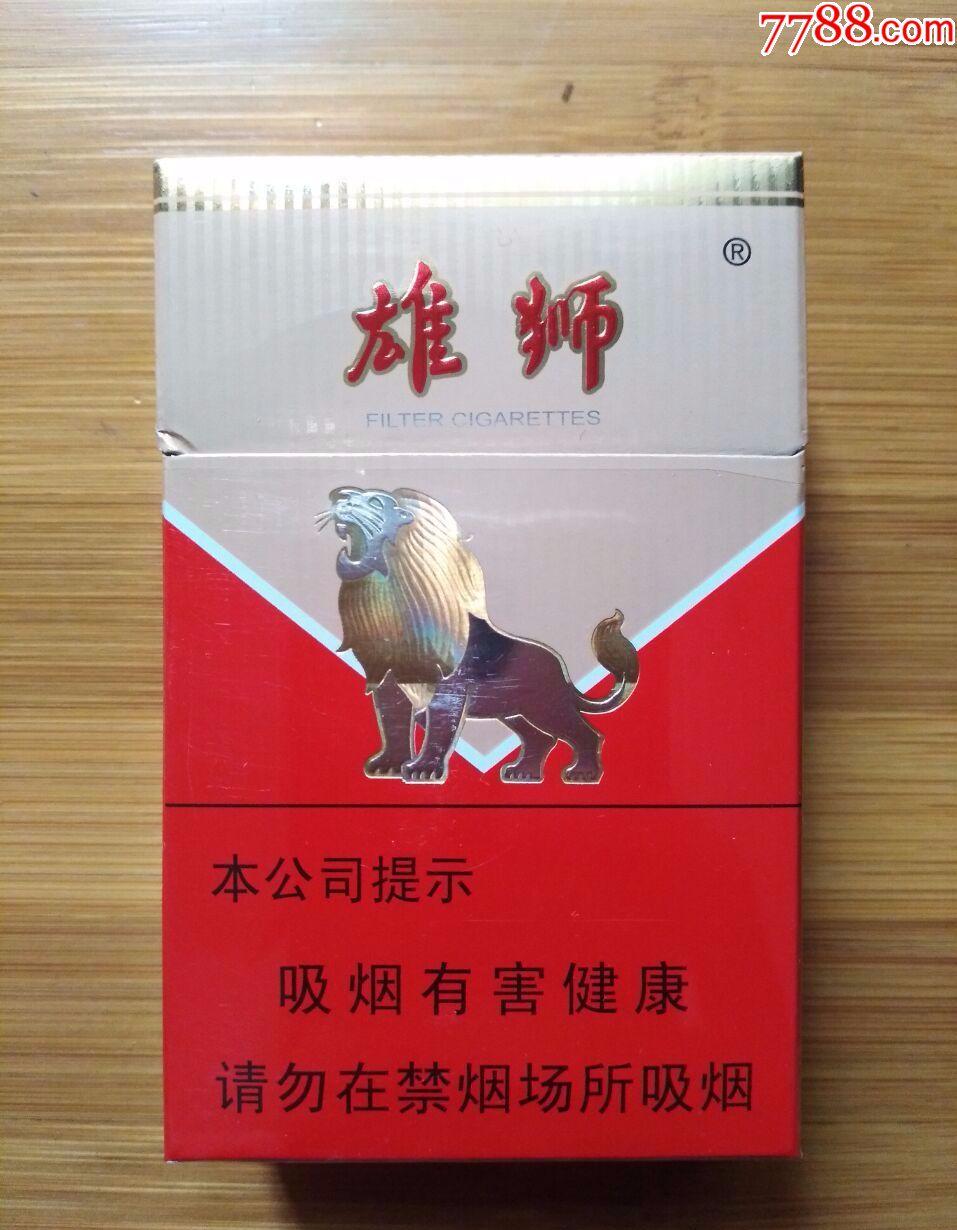 7788.com
雄狮
®
FILTER CIGARETTES
本公司提示
吸烟有害健康
请勿在禁烟场所吸烟